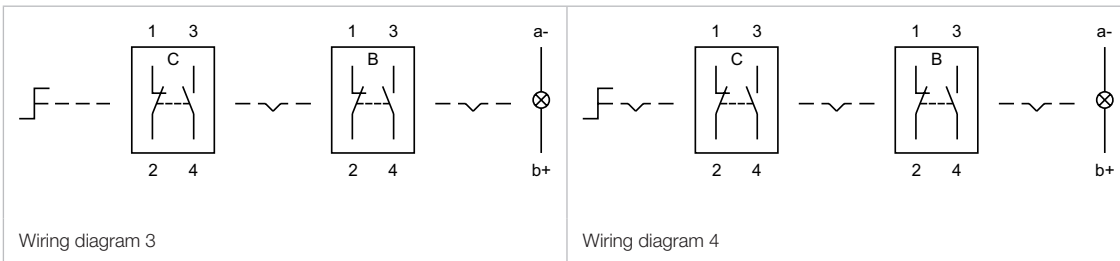 1 3 1 3 a-
C B
2 4 2 4 b+
Wiring diagram 3
1 3 1 3 a-
C B
2 4 2 4 b+
Wiring diagram 4